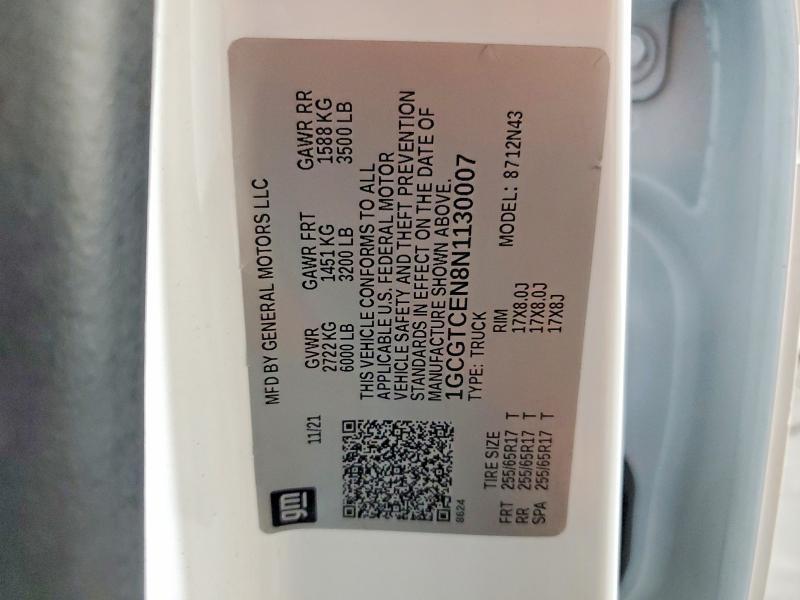 gm
MFD BY GENERAL MOTORS LLC
11/21
GVWR GAWR FRT GAWR RR
2722 KG 1451 KG 1588 KG
6000 LB 3200 LB 3500 LB
THIS VEHICLE CONFORMS TO ALL
APPLICABLE U.S. FEDERAL MOTOR
VEHICLE SAFETY AND THEFT PREVENTION
STANDARDS IN EFFECT ON THE DATE OF
MANUFACTURE SHOWN ABOVE.
1GCGTCEN8N1130007
8624
TYPE: TRUCK
MODEL: 8712N43
TIRE SIZE RIM
FRT 255/65R17 T 17X8.0J
RR 255/65R17 T 17X8.0J
SPA 255/65R17 T 17X8J